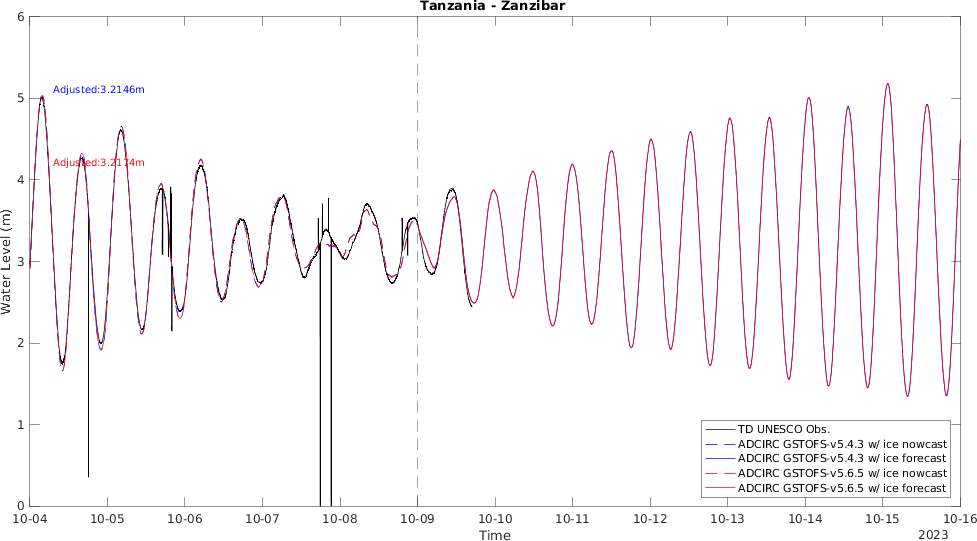 Tanzania - Zanzibar
6
5
4
3
2
1
0
Water Level (m)
Adjusted:3.2146m
Adjusted:3.2174m
TD UNESCO Obs.
ADCIRC GSTOFS-v5.4.3 w/ ice nowcast
ADCIRC GSTOFS-v5.4.3 w/ ice forecast
ADCIRC GSTOFS-v5.6.5 w/ ice nowcast
ADCIRC GSTOFS-v5.6.5 w/ ice forecast
10-04 10-05 10-06 10-07 10-08 10-09 10-10 10-11 10-12 10-13 10-14 10-15 10-16
Time
2023